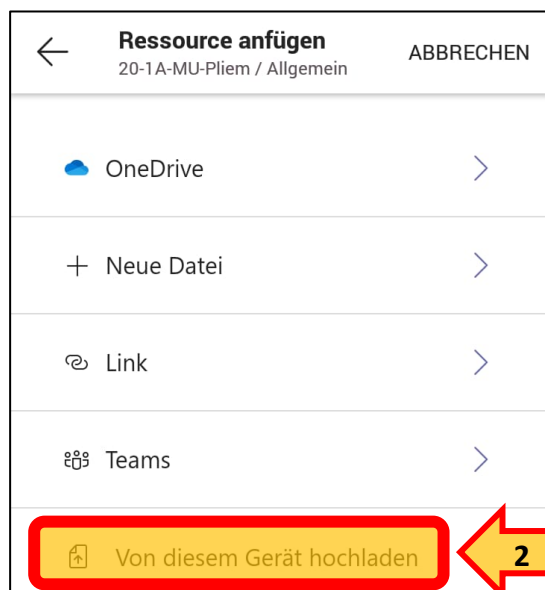 Ressource anfügen
ABBRECHEN
20-1A-MU-Pliem / Allgemein
OneDrive
Neue Datei
Link
Teams
Von diesem Gerät hochladen
2